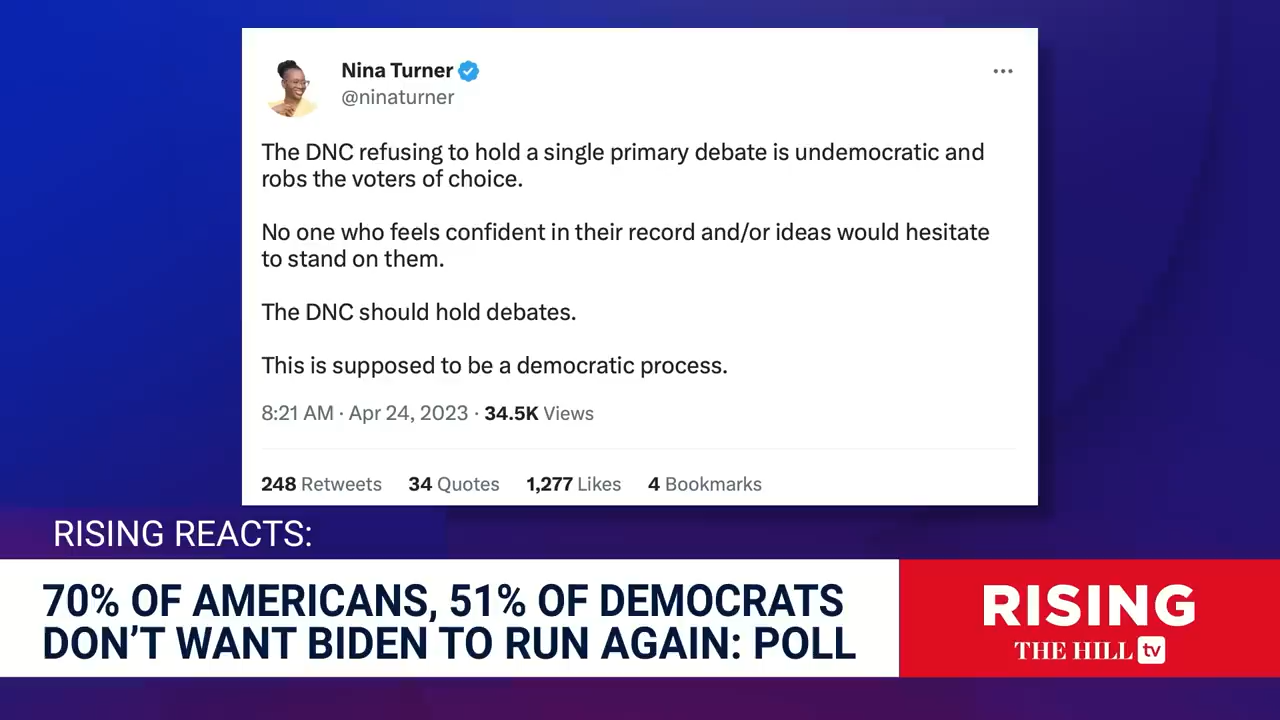 Nina Turner
@ninaturner
The DNC refusing to hold a single primary debate is undemocratic and
robs the voters of choice.
No one who feels confident in their record and/or ideas would hesitate
to stand on them.
The DNC should hold debates.
This is supposed to be a democratic process.
8:21 AM · Apr 24, 2023 · 34.5K Views
248 Retweets 34 Quotes 1,277 Likes 4 Bookmarks
RISING REACTS:
70% OF AMERICANS, 51% OF DEMOCRATS
DON'T WANT BIDEN TO RUN AGAIN: POLL
RISING
THE HILL tv